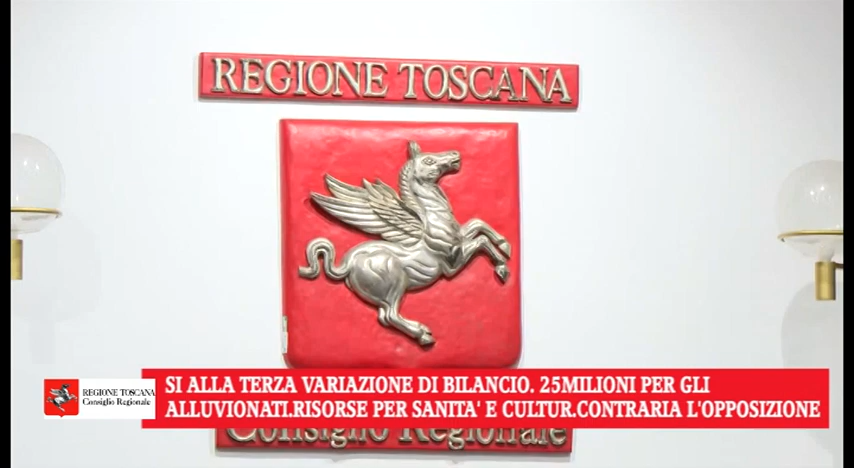 REGIONE TOSCANA
REGIONE TOSCANA
Consiglio Regionale
SI ALLA TERZA VARIAZIONE DI BILANCIO. 25MILIONI PER GLI
ALLUVIONATI.RISORSE PER SANITA' E CULTUR.CONTRARIA L'OPPOSIZIONE
Consiglio Regionale